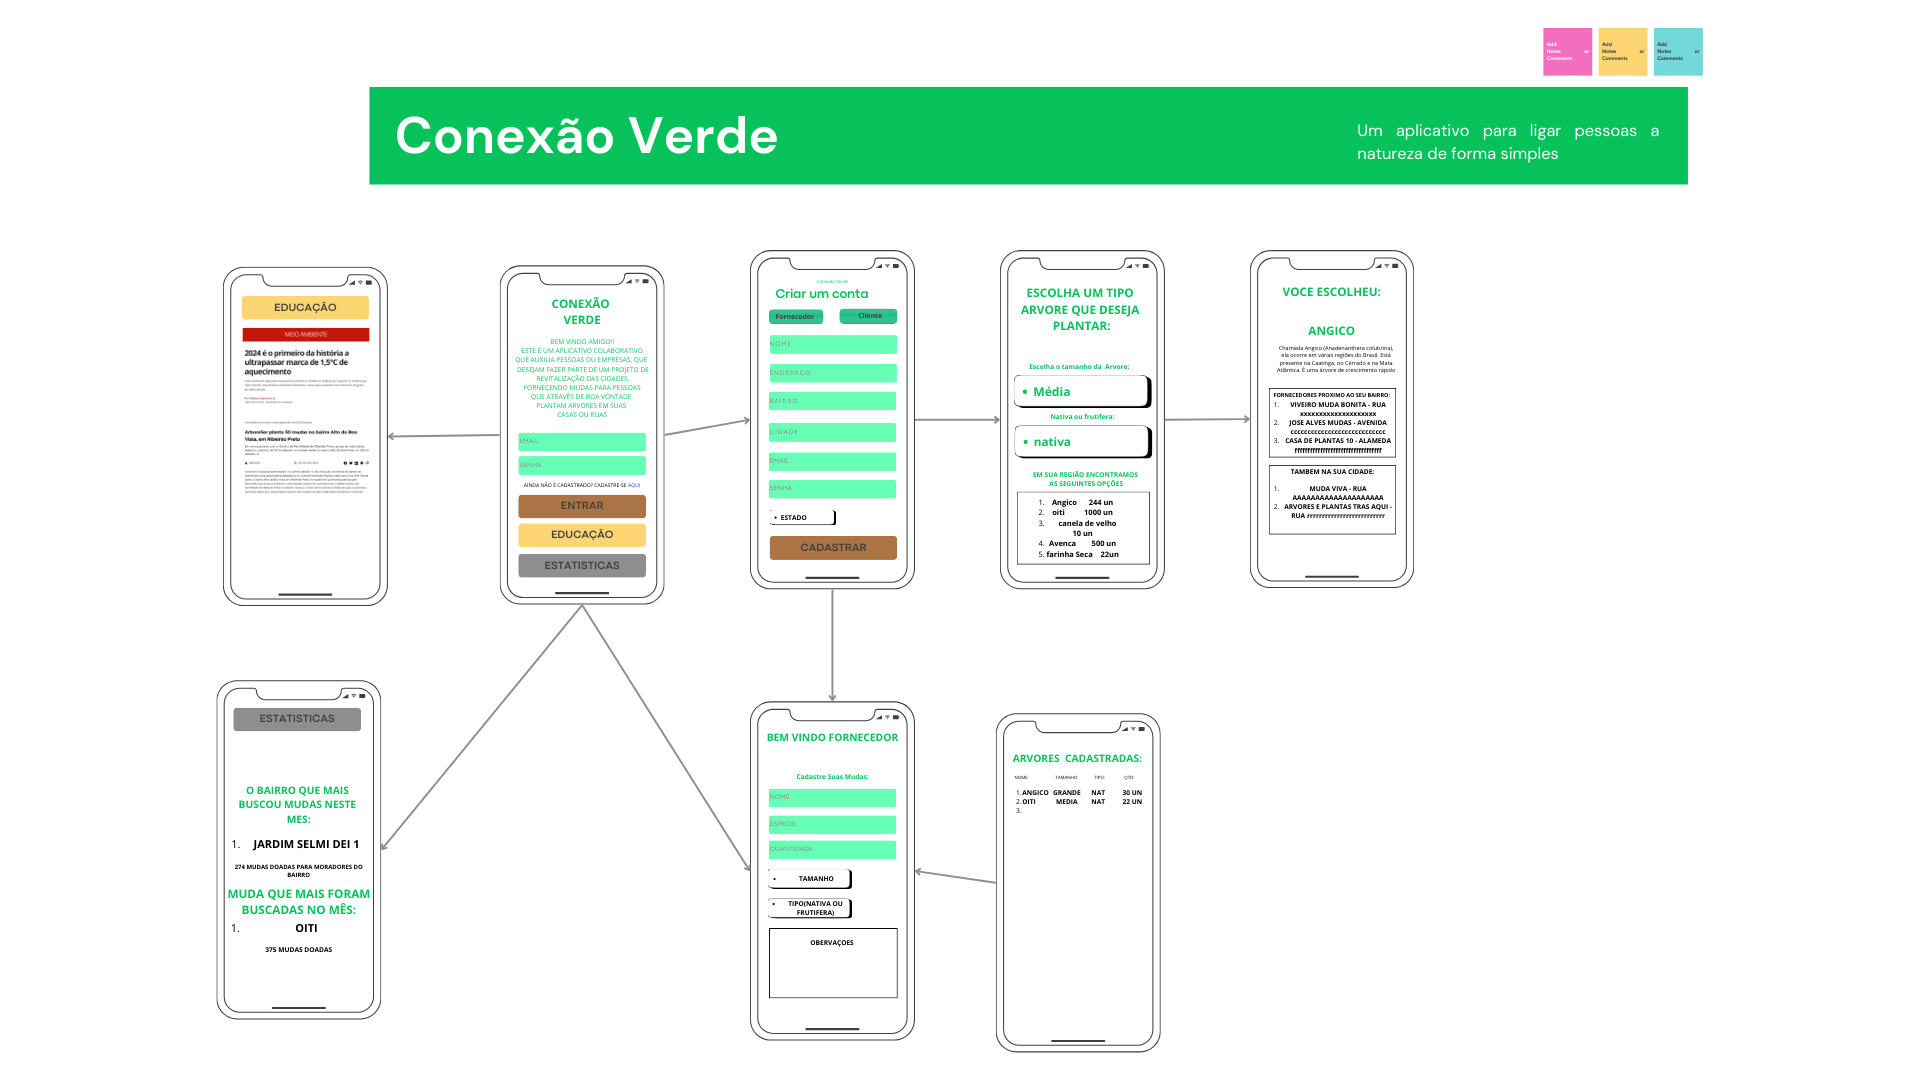 Add
Notes or
Comments
Add
Notes or
Comments
Add
Notes or
Comments
Conexão Verde
Um aplicativo para ligar pessoas a
natureza de forma simples
EDUCAÇÃO
MEIO AMBIENTE
2024 é o primeiro da história a
ultrapassar marca de 1,5ºC de
aquecimento
Arborelier planta 50 mudas no bairro Alto da Boa
Vista, em Ribeirão Preto
CONEXÃO
VERDE
BEM VINDO AMIGO!!
ESTE É UM APLICATIVO COLABORATIVO
QUE AUXILIA PESSOAS OU EMPRESAS, QUE
DESEJAM FAZER PARTE DE UM PROJETO DE
REVITALIZAÇÃO DAS CIDADES.
FORNECENDO MUDAS PARA PESSOAS
QUE ATRAVÉS DE BOA VONTADE
PLANTAM ARVORES EM SUAS
CASAS OU RUAS
EMAIL
SENHA
AINDA NÃO É CADASTRADO? CADASTRE-SE AQUI
ENTRAR
EDUCAÇÃO
ESTATISTICAS
Conexão Verde
Criar um conta
Fornecedor
Cliente
NOME
ENDEREÇO
BAIRRO
CIDADE
EMAIL
SENHA
• ESTADO
CADASTRAR
ESCOLHA UM TIPO
ARVORE QUE DESEJA
PLANTAR:
Escolha o tamanho da Arvore:
• Média
Nativa ou frutifera:
• nativa
EM SUA REGIÃO ENCONTRAMOS
AS SEGUINTES OPÇÕES
1. Angico 244 un
2. oiti 1000 un
3. canela de velho
10 un
4. Avenca 500 un
5. farinha Seca 22un
VOCE ESCOLHEU:
ANGICO
Chamada Angico (Anadenanthera colubrina),
ela ocorre em várias regiões do Brasil. Está
presente na Caatinga, no Cerrado e na Mata
Atlântica. É uma árvore de crescimento rápido
FORNECEDORES PROXIMO AO SEU BAIRRO:
1. VIVEIRO MUDA BONITA - RUA
xxxxxxxxxxxxxxxxxxxx
2. JOSE ALVES MUDAS - AVENIDA
cccccccccccccccccccccccccc
3. CASA DE PLANTAS 10 - ALAMEDA
ffffffffffffffffffffffffffffffffff
TAMBEM NA SUA CIDADE:
1. MUDA VIVA - RUA
AAAAAAAAAAAAAAAAAAAA
2. ARVORES E PLANTAS TRAS AQUI -
RUA rrrrrrrrrrrrrrrrrrrrrrrrr
ESTATISTICAS
O BAIRRO QUE MAIS
BUSCOU MUDAS NESTE
MES:
1. JARDIM SELMI DEI 1
274 MUDAS DOADAS PARA MORADORES DO
BAIRRO
MUDA QUE MAIS FORAM
BUSCADAS NO MÊS:
1. OITI
375 MUDAS DOADAS
BEM VINDO FORNECEDOR
Cadastre Suas Mudas:
NOME
ESPECIE
QUANTIDADE
• TAMANHO
• TIPO(NATIVA OU
FRUTIFERA)
OBERVAÇOES
ARVORES CADASTRADAS:
NOME: TAMANHO: TIPO: QTD:
1. ANGICO GRANDE NAT 30 UN
2. OITI MEDIA NAT 22 UN
3.